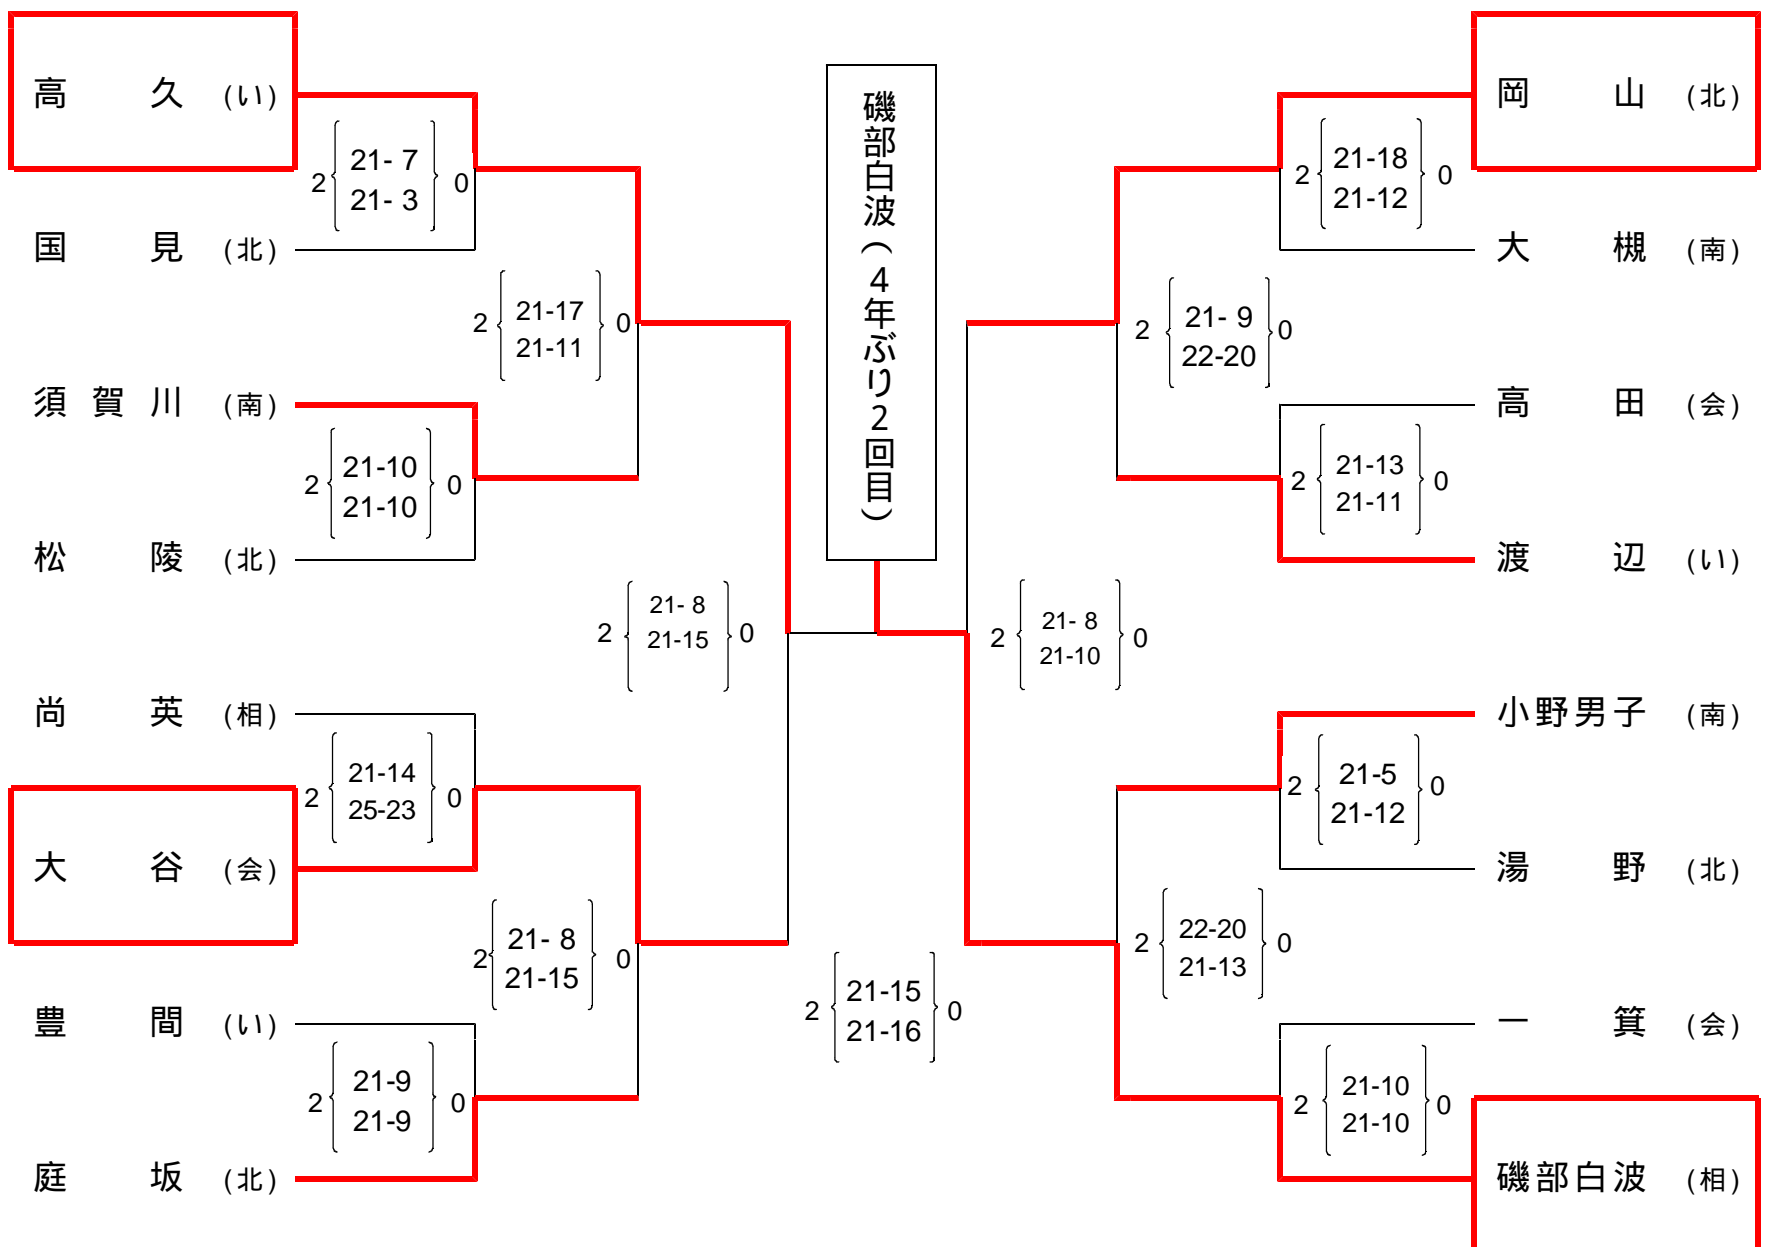 高久 (い)
2 21- 7 0
21- 3
国見 (北)
2 21-17 0
21-11
須賀川 (南)
2 21-10 0
21-10
松陵 (北)
2 21- 8 0
21-15
尚英 (相)
2 21-14 0
25-23
大谷 (会)
2 21- 8 0
21-15
豊間 (い)
2 21-9 0
21-9
庭坂 (北)
磯部白波(4年ぶり2回目)
2 21-15 0
21-16
岡山 (北)
2 21-18 0
21-12
大槻 (南)
2 21- 9 0
22-20
高田 (会)
2 21-13 0
21-11
渡辺 (い)
2 21- 8 0
21-10
小野男子 (南)
2 21-5 0
21-12
湯野 (北)
2 22-20 0
21-13
一箕 (会)
2 21-10 0
21-10
磯部白波 (相)